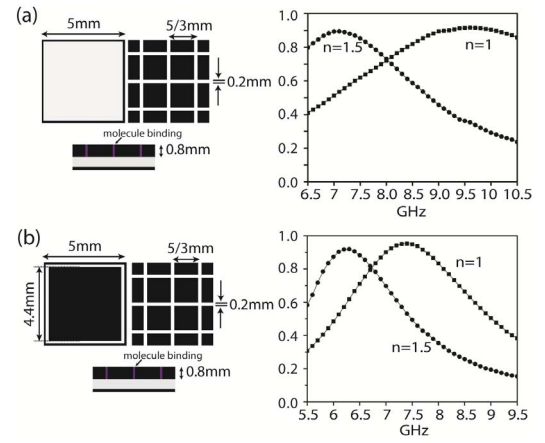 (a)
5mm
5/3mm
0.2mm
molecule binding
0.8mm
1.0
0.8
0.6
0.4
0.2
0.0
n=1.5
n=1
6.5 7 7.5 8.0 8.5 9 9.5 10 10.5
GHz
(b)
5mm
5/3mm
4.4mm
0.2mm
molecule binding
0.8mm
1.0
0.8
0.6
0.4
0.2
0.0
n=1
n=1.5
5.5 6 6.5 7 7.5 8 8.5 9 9.5
GHz